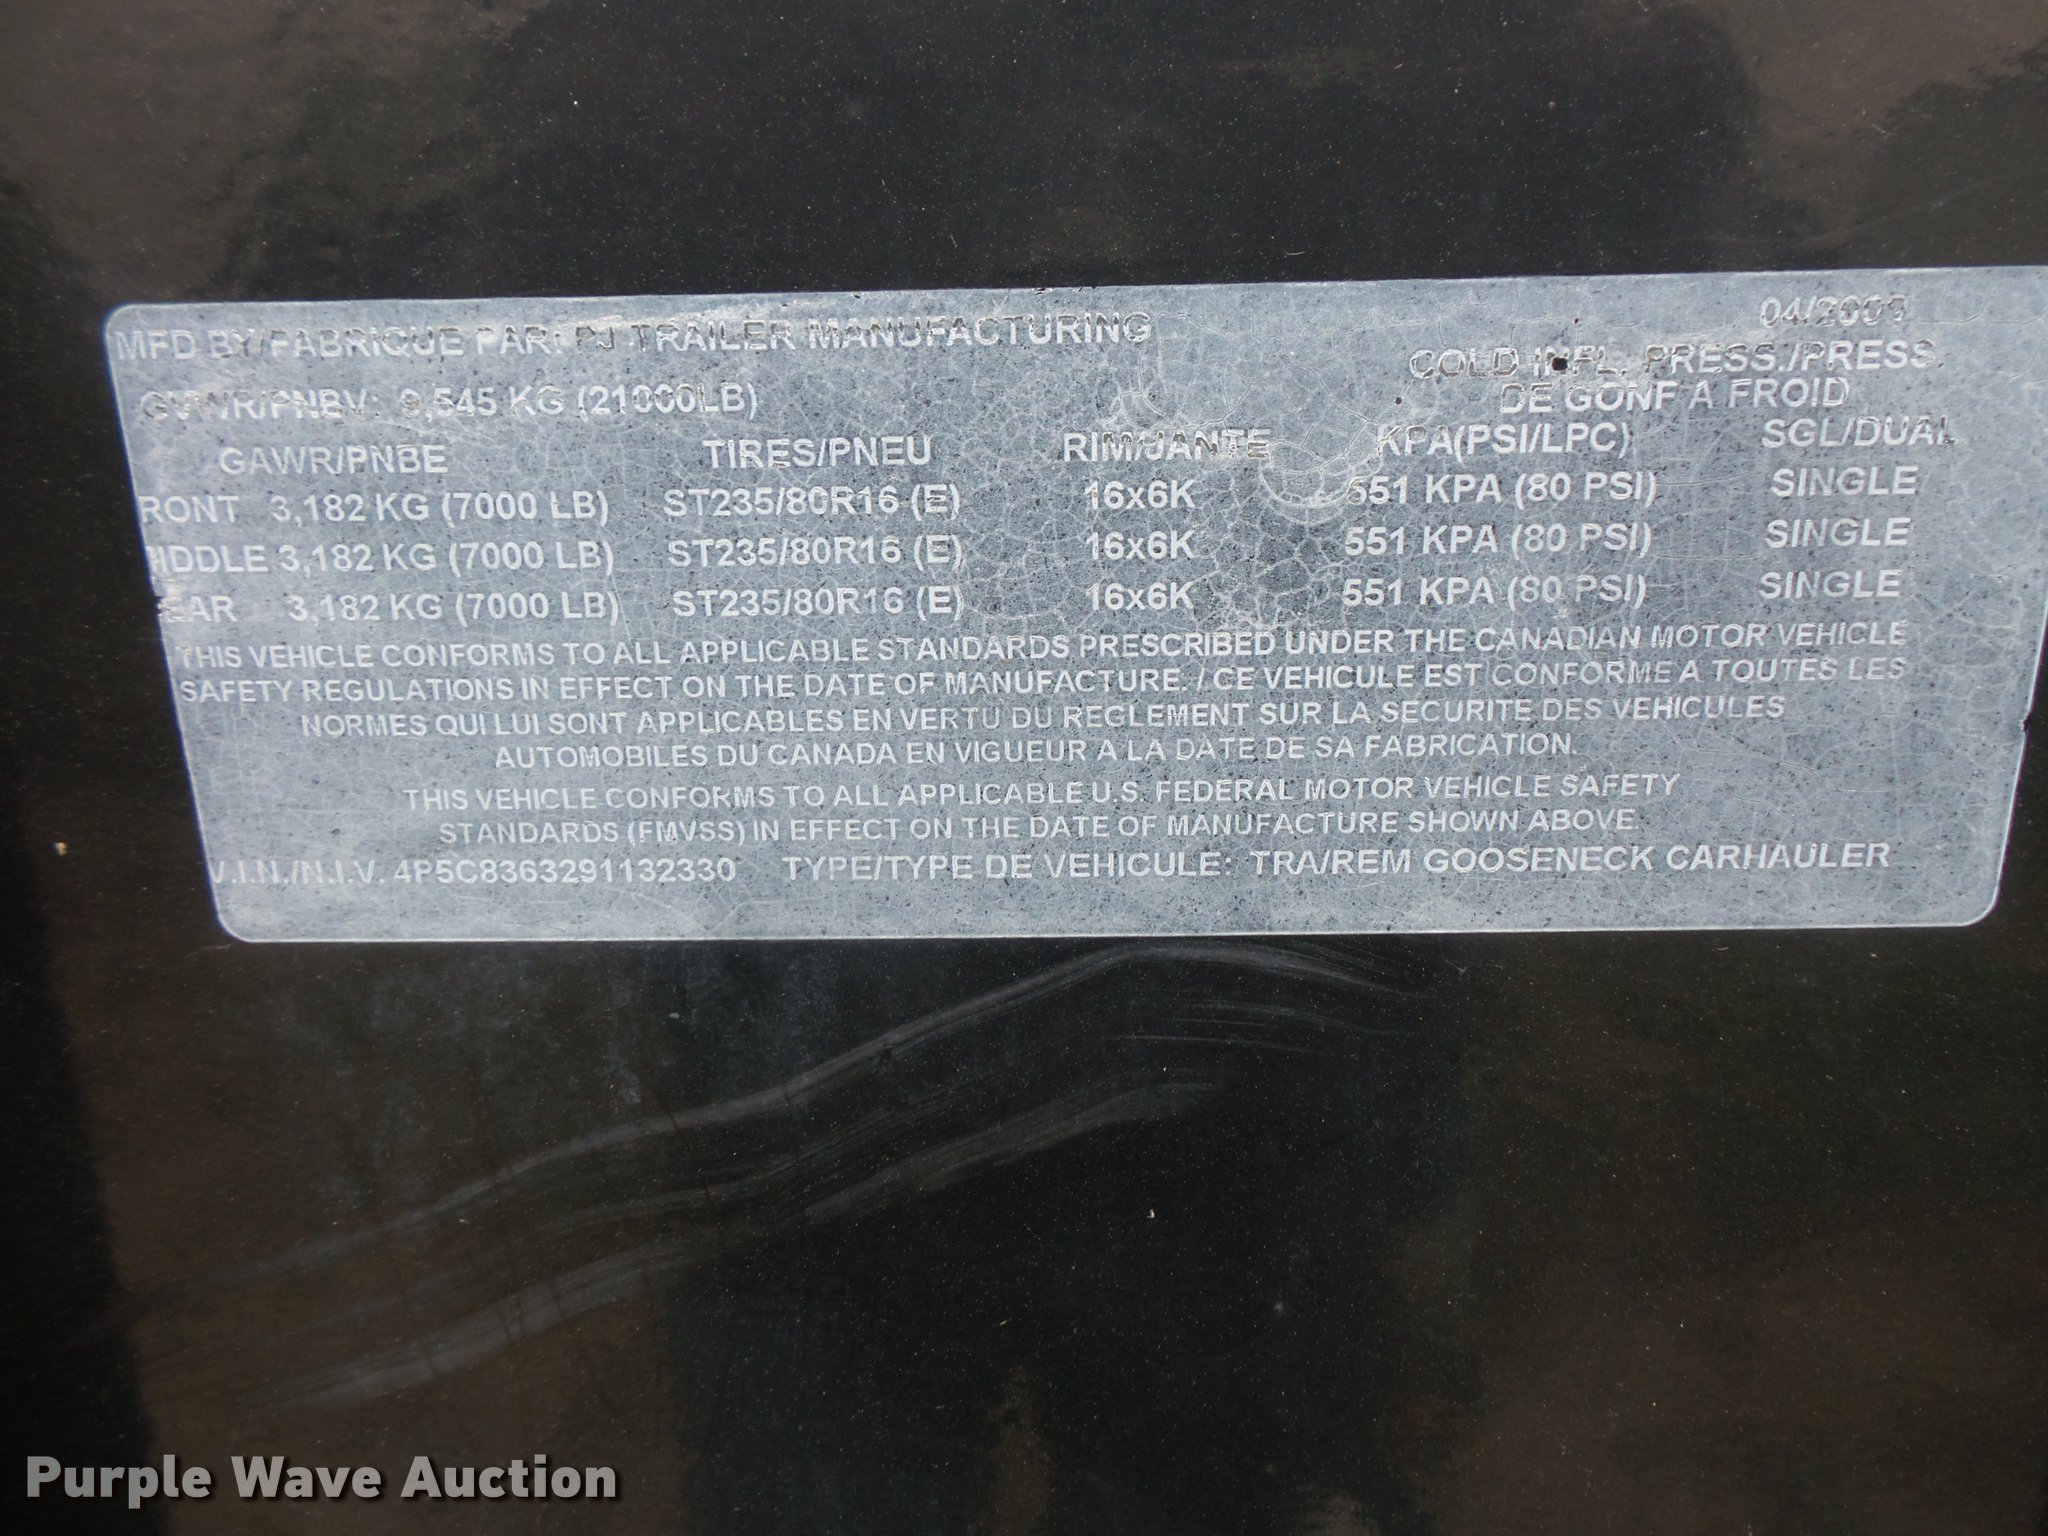 04/2009
MFD BY/FABRIQUE PAR: PJ TRAILER MANUFACTURING
COLD INFL. PRESS./PRESS.
DE GONF A FROID
GVWR/PNBV: 9,545 KG (21000LB)
GAWR/PNBE TIRES/PNEU RIM/JANTE KPA(PSI/LPC) SGL/DUAL
RONT 3,182 KG (7000 LB) ST235/80R16 (E) 16x6K 551 KPA (80 PSI) SINGLE
IDDLE 3,182 KG (7000 LB) ST235/80R16 (E) 16x6K 551 KPA (80 PSI) SINGLE
EAR 3,182 KG (7000 LB) ST235/80R16 (E) 16x6K 551 KPA (80 PSI) SINGLE
THIS VEHICLE CONFORMS TO ALL APPLICABLE STANDARDS PRESCRIBED UNDER THE CANADIAN MOTOR VEHICLE
SAFETY REGULATIONS IN EFFECT ON THE DATE OF MANUFACTURE. / CE VEHICULE EST CONFORME A TOUTES LES
NORMES QUI LUI SONT APPLICABLES EN VERTU DU REGLEMENT SUR LA SECURITE DES VEHICULES
AUTOMOBILES DU CANADA EN VIGUEUR A LA DATE DE SA FABRICATION.
THIS VEHICLE CONFORMS TO ALL APPLICABLE U.S. FEDERAL MOTOR VEHICLE SAFETY
STANDARDS (FMVSS) IN EFFECT ON THE DATE OF MANUFACTURE SHOWN ABOVE.
V.I.N./N.I.V. 4P5C8363291132330 TYPE/TYPE DE VEHICULE: TRA/REM GOOSENECK CARHAULER
Purple Wave Auction